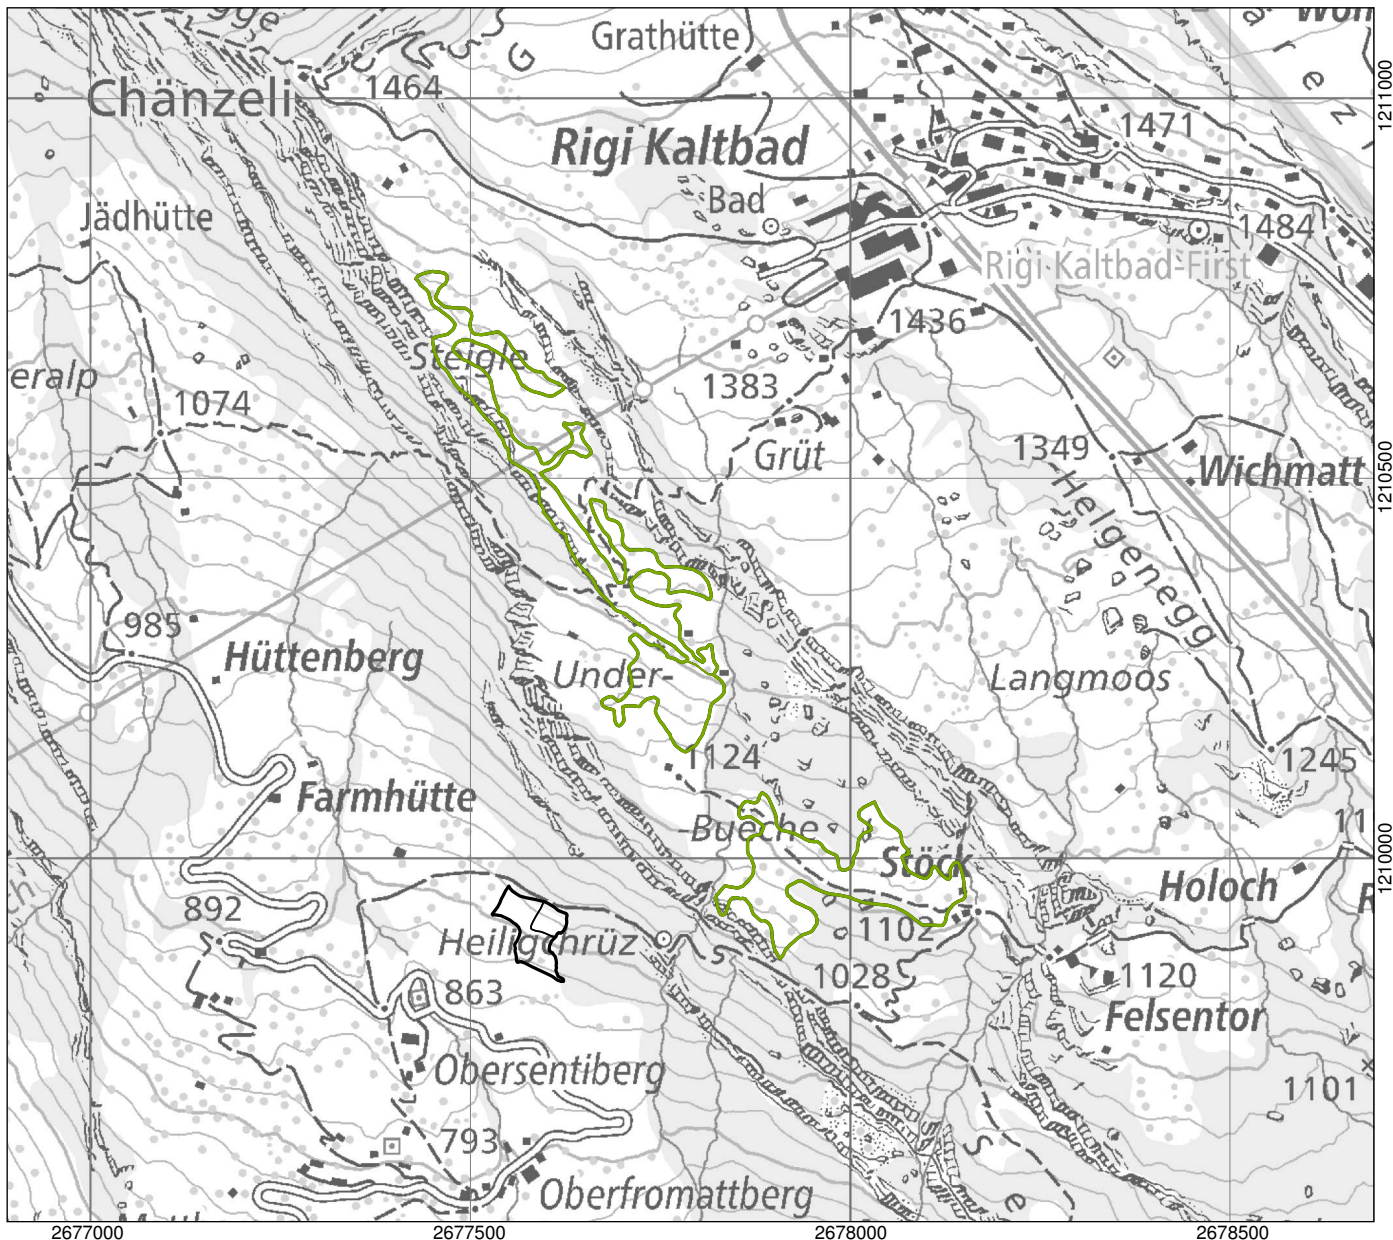 Grathütte
Chänzeli
1464
1211000
Rigi Kaltbad
1471
Bad
Jädhütte
1484
Rigi Kaltbad-First
1436
Steigle
eralp
1383
1074
Grüt
1349
Wichmatt
1210500
Helgenegg
985
Hüttenberg
Under-
Langmoos
1124
1245
Farmhütte
-Bueche
11
Stöck
1210000
Holoch
R
892
1102
Heiligchrüz
863
1028
1120
Felsentor
Obersentiberg
1101
793
Oberfromattberg
2677000
2677500
2678000
2678500